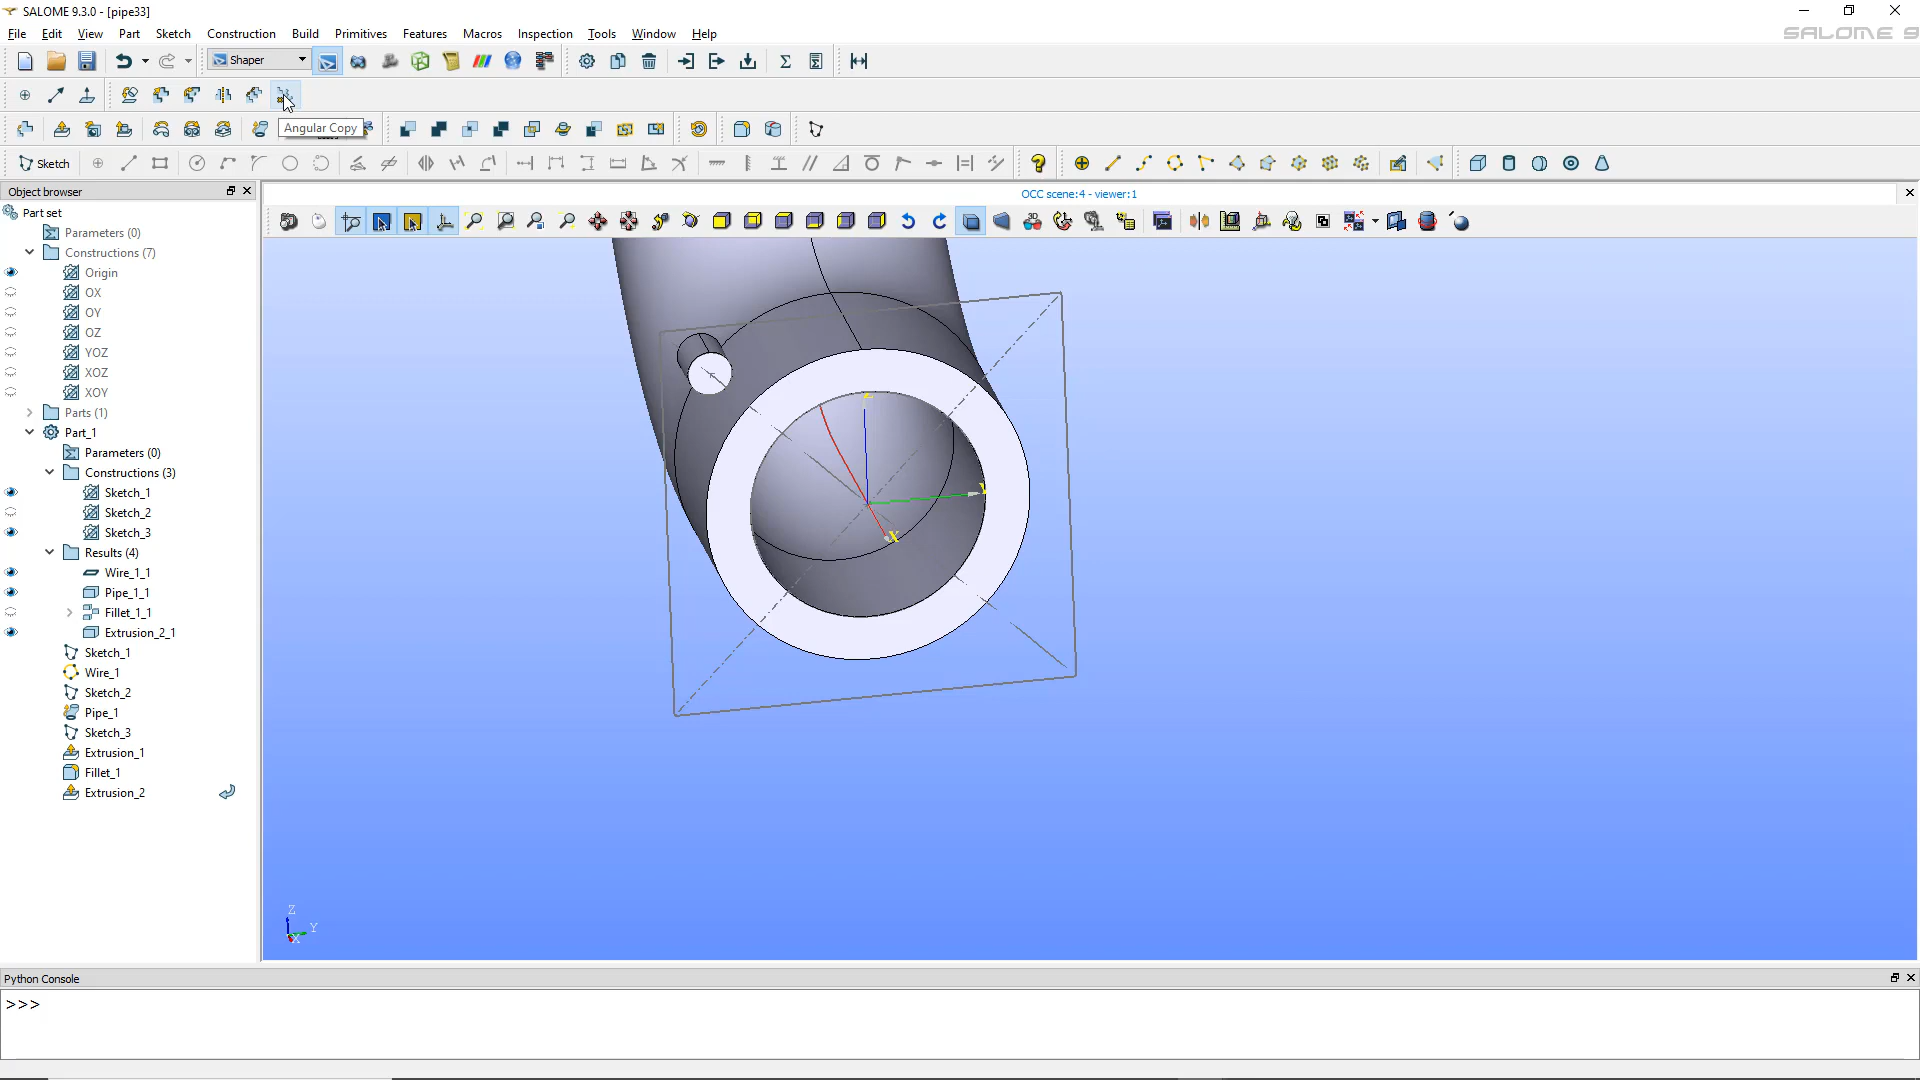 SALOME 9.3.0 - [pipe33]
File Edit View Part Sketch Construction Build Primitives Features Macros Inspection Tools Window Help
SALOME 9
Shaper
Angular Copy
Sketch
Object browser
OCC scene:4 - viewer:1
Part set
Parameters (0)
Constructions (7)
Origin
OX
OY
OZ
YOZ
XOZ
XOY
Parts (1)
Part_1
Parameters (0)
Constructions (3)
Sketch_1
Sketch_2
Sketch_3
Results (4)
Wire_1_1
Pipe_1_1
Fillet_1_1
Extrusion_2_1
Sketch_1
Wire_1
Sketch_2
Pipe_1
Sketch_3
Extrusion_1
Fillet_1
Extrusion_2
Z
Y
X
Z
Y
X
Python Console
>>>